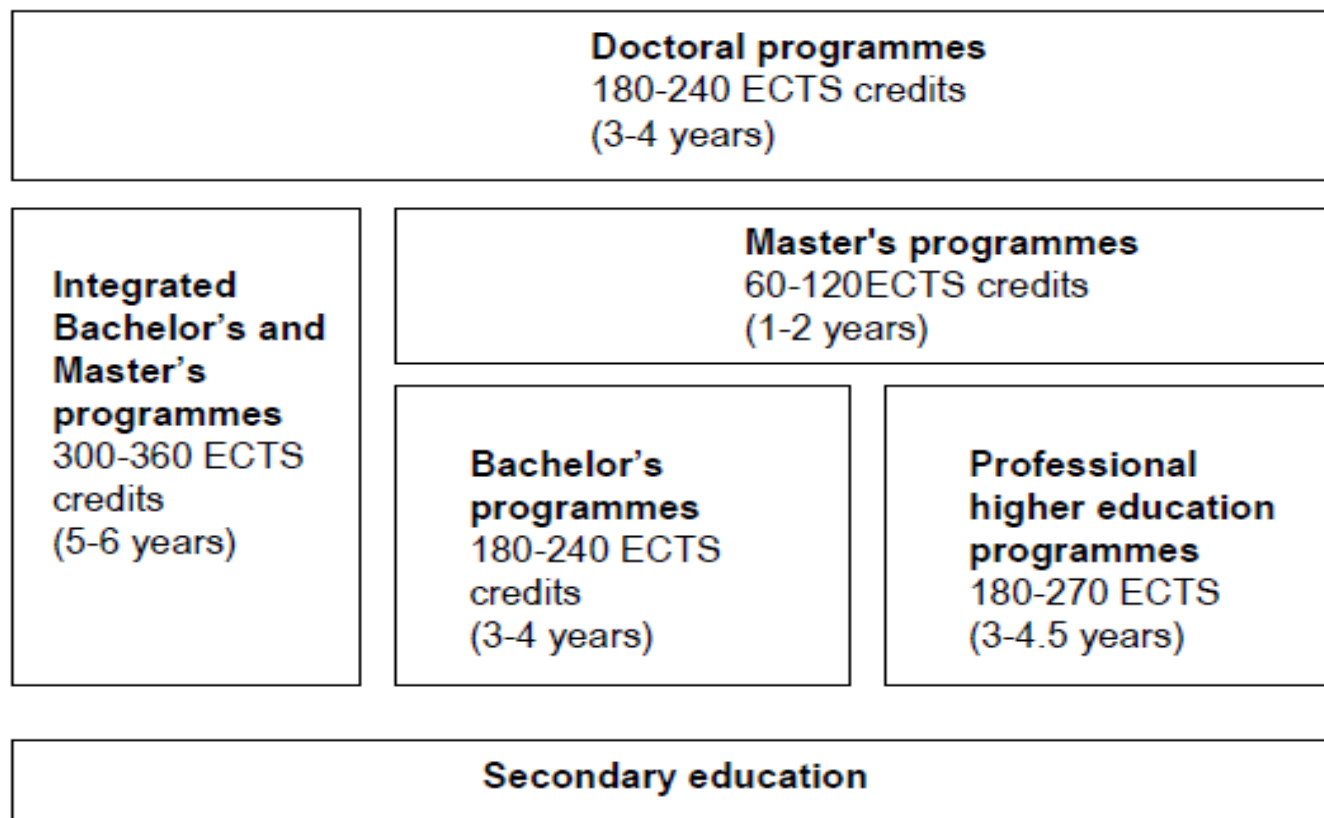 Doctoral programmes
180-240 ECTS credits
(3-4 years)
Integrated
Bachelor’s and
Master’s
programmes
300-360 ECTS
credits
(5-6 years)
Master's programmes
60-120ECTS credits
(1-2 years)
Bachelor’s
programmes
180-240 ECTS
credits
(3-4 years)
Professional
higher education
programmes
180-270 ECTS
(3-4.5 years)
Secondary education